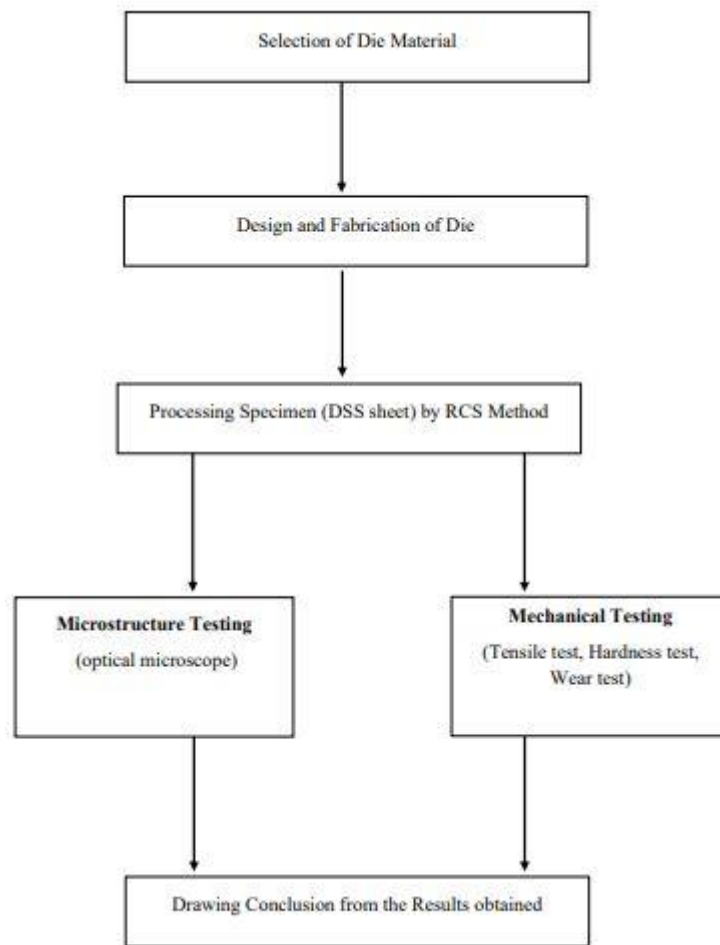 Selection of Die Material
Design and Fabrication of Die
Processing Specimen (DSS sheet) by RCS Method
Microstructure Testing
(optical microscope)
Mechanical Testing
(Tensile test, Hardness test,
Wear test)
Drawing Conclusion from the Results obtained